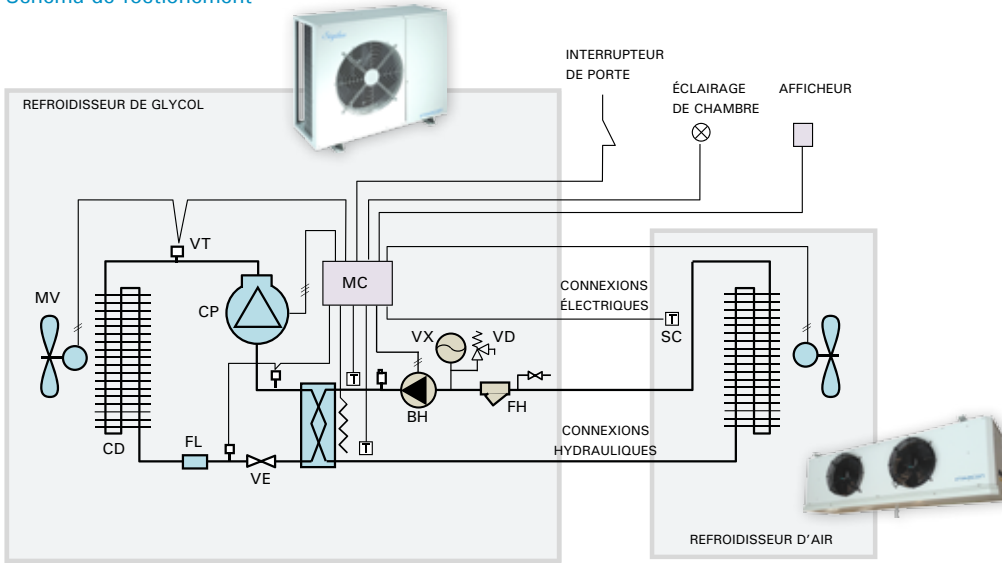 Schéma de foctionement
INTERRUPTEUR
DE PORTE
ÉCLAIRAGE
DE CHAMBRE
AFFICHEUR
REFROIDISSEUR DE GLYCOL
VT
MC
MV
CP
CONNEXIONS
ÉLECTRIQUES
T
SC
VX
VD
T
BH
FH
FL
T
CD
VE
CONNEXIONS
HYDRAULIQUES
REFROIDISSEUR D'AIR